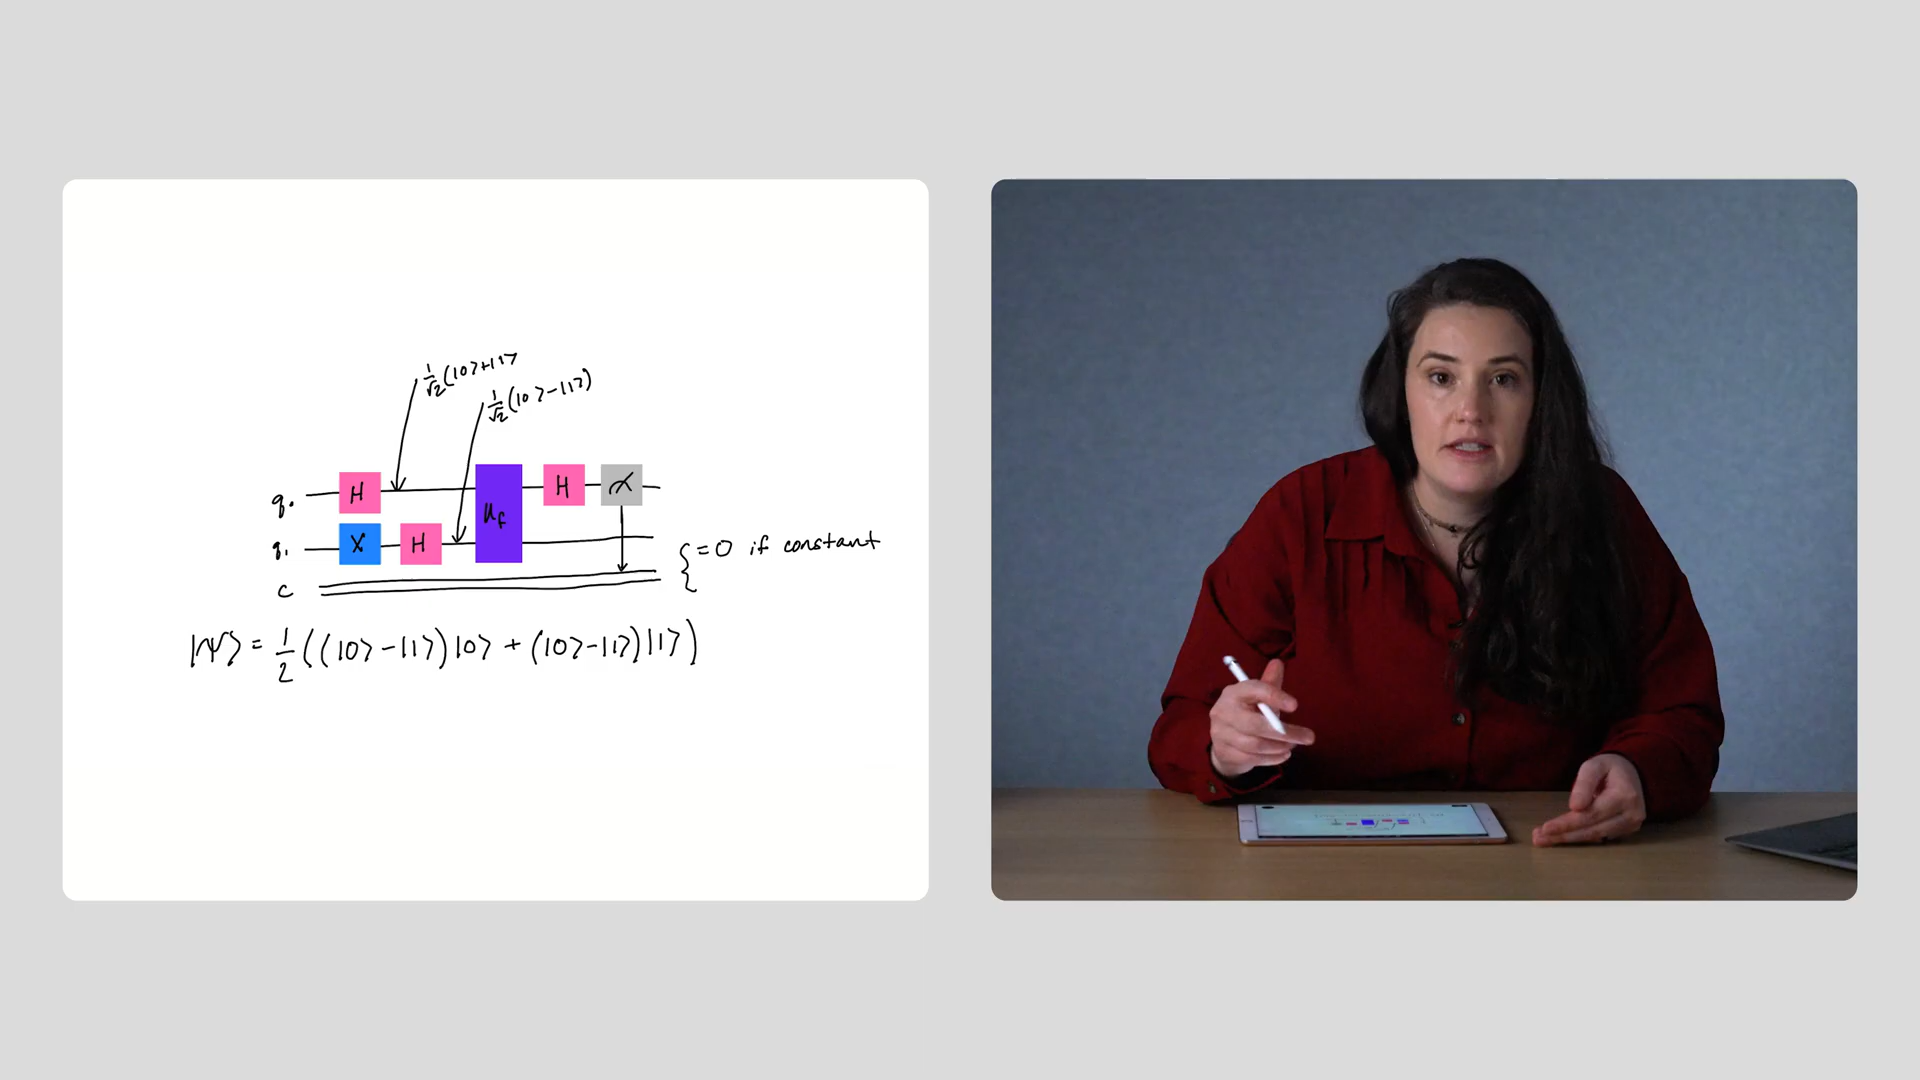 1/√2(|0>+|1>
1/√2(|0>-|1>)
q₀ H H
U_f
q₁ X H
{=0 if constant
c
|ψ> = 1/2((|0>-|1>)|0> + (|0>-|1>)|1>)